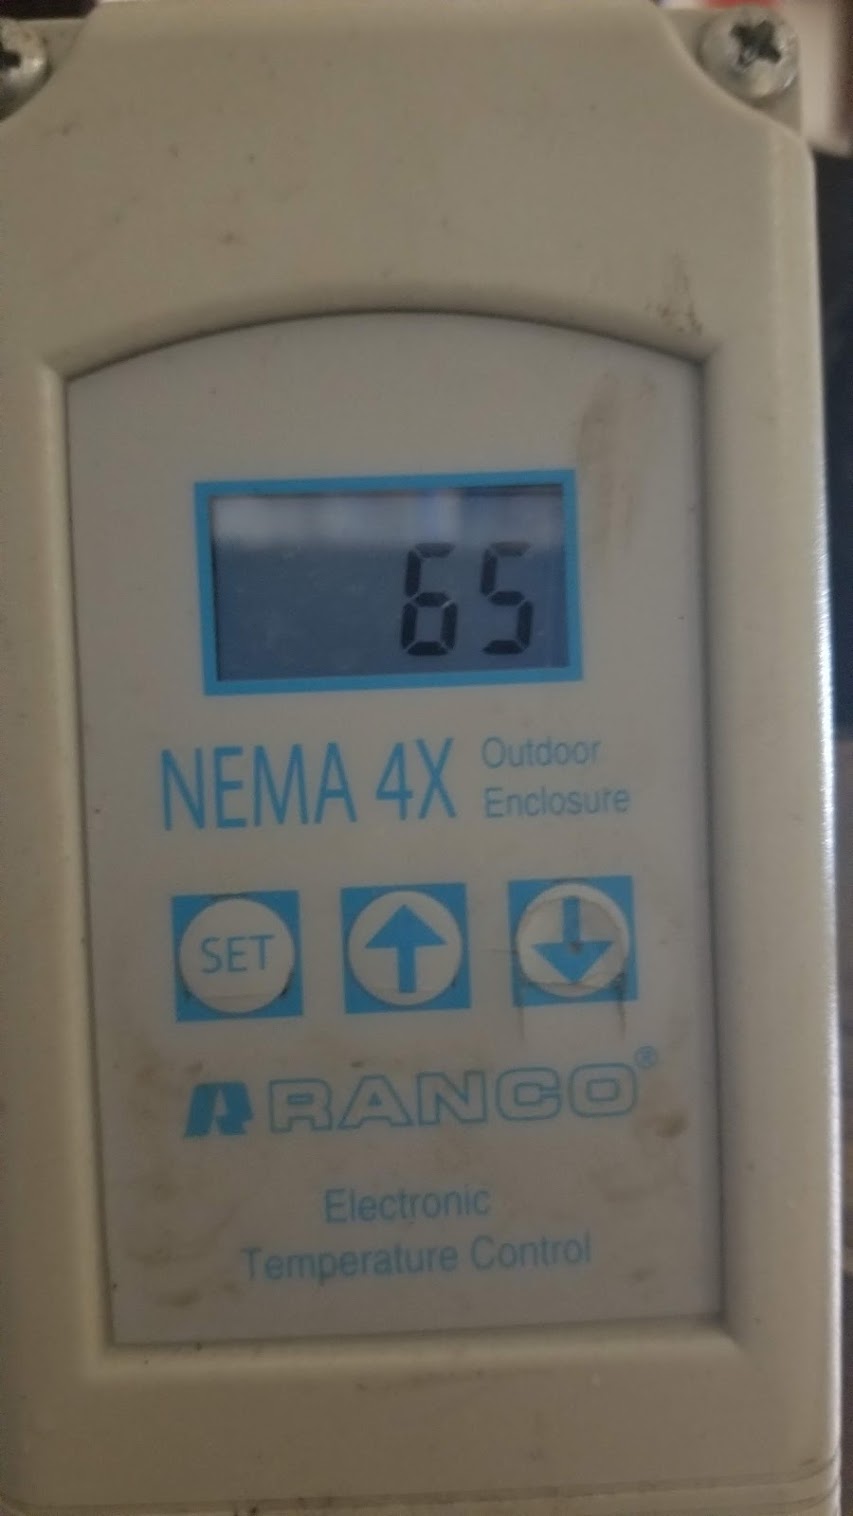 65
NEMA 4X
Outdoor
Enclosure
SET
RANCO®
Electronic
Temperature Control